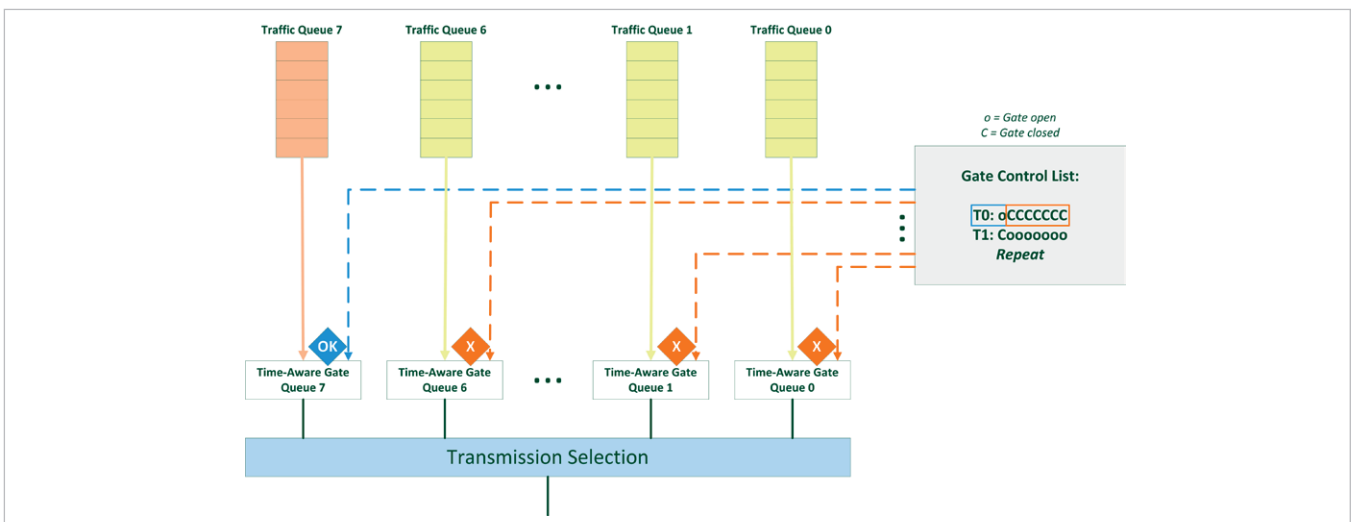 Traffic Queue 7
Traffic Queue 6
Traffic Queue 1
Traffic Queue 0
...
o = Gate open
C = Gate closed
Gate Control List:
T0: oCCCCCCC
T1: Cooooooo
Repeat
OK
X
X
X
Time-Aware Gate
Queue 7
Time-Aware Gate
Queue 6
...
Time-Aware Gate
Queue 1
Time-Aware Gate
Queue 0
Transmission Selection